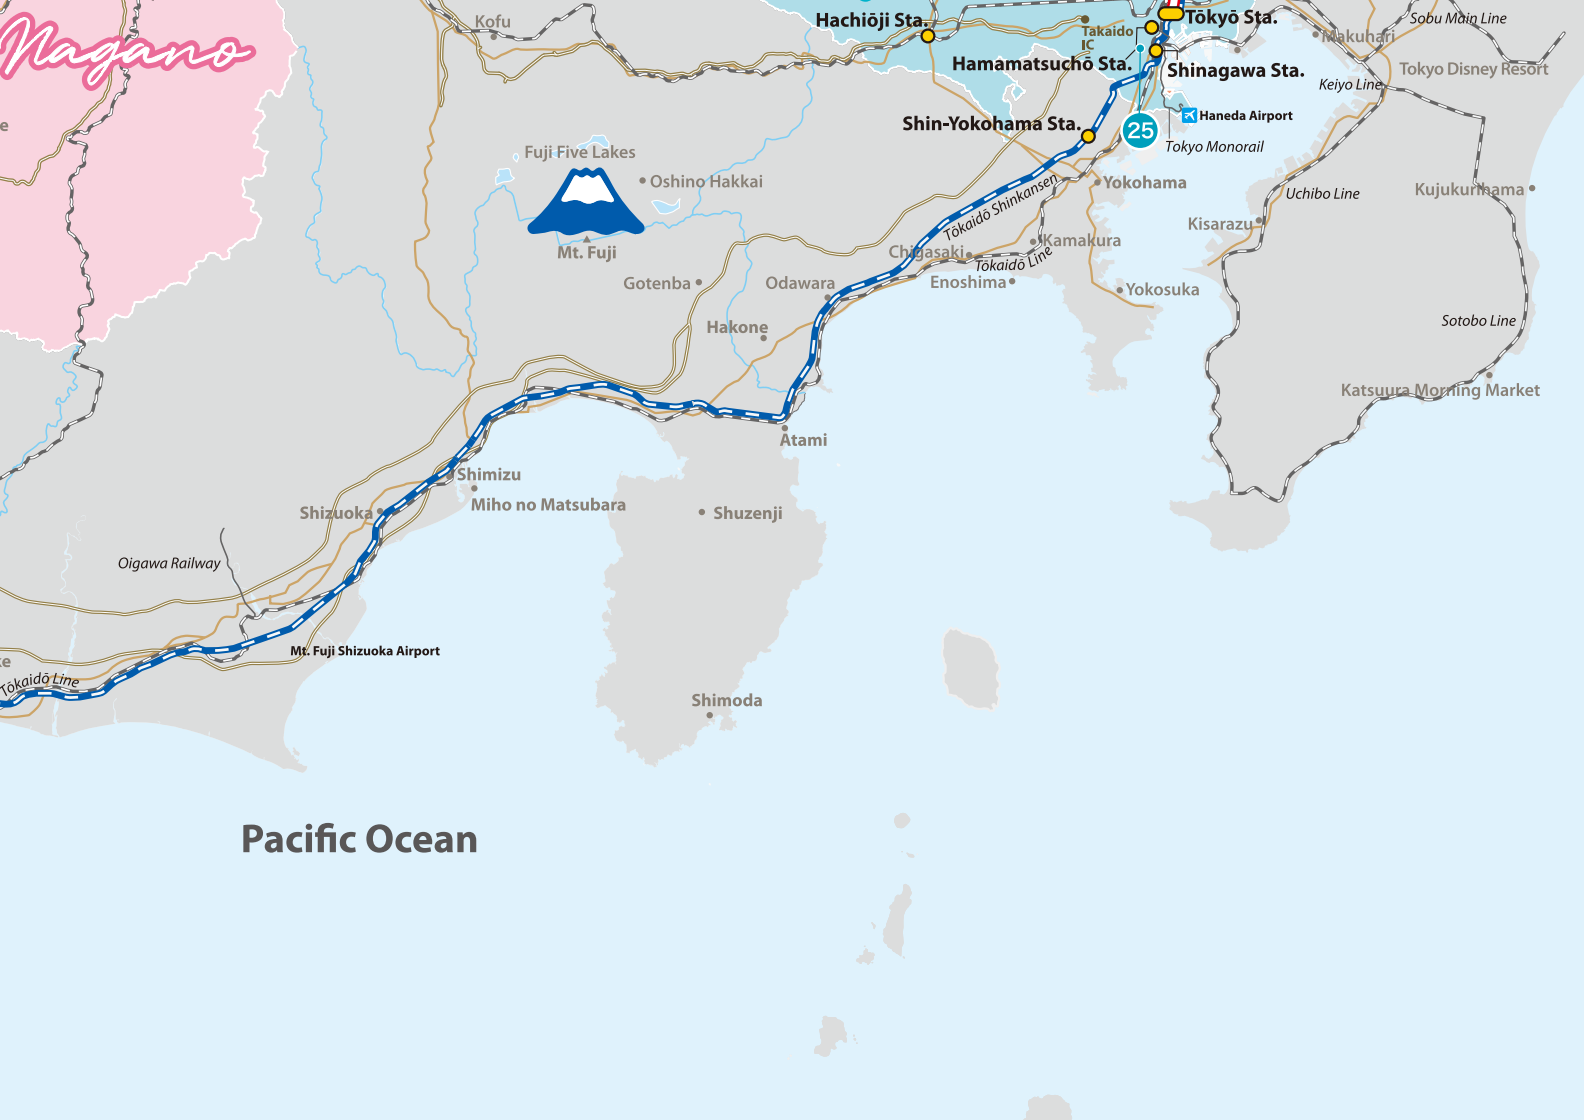 Nagano
Kofu
Hachiōji Sta.
Tōkyō Sta.
Takaido
IC
Hamamatsuchō Sta.
Shinagawa Sta.
Sobu Main Line
Makuhari
Tokyo Disney Resort
Keiyo Line
Shin-Yokohama Sta.
25
Haneda Airport
Tokyo Monorail
Fuji Five Lakes
Oshino Hakkai
Mt. Fuji
Yokohama
Tōkaidō Shinkansen
Uchibo Line
Kujukurihama
Kisarazu
Chigasaki
Kamakura
Tōkaidō Line
Gotenba
Odawara
Enoshima
Yokosuka
Hakone
Sotobo Line
Katsuura Morning Market
Atami
Shimizu
Miho no Matsubara
Shizuoka
Shuzenji
Oigawa Railway
Mt. Fuji Shizuoka Airport
Tōkaidō Line
Shimoda
Pacific Ocean